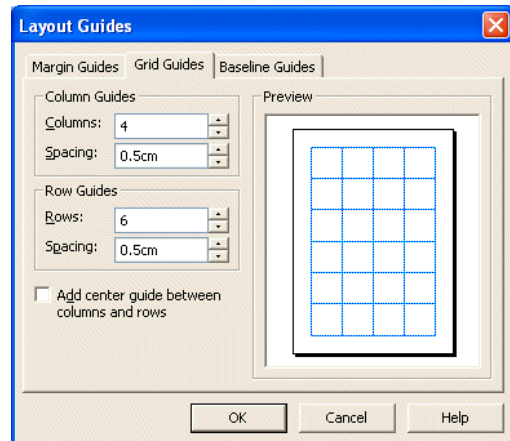 Layout Guides
Margin Guides Grid Guides Baseline Guides
Column Guides
Columns: 4
Spacing: 0.5cm
Row Guides
Rows: 6
Spacing: 0.5cm
Add center guide between
columns and rows
Preview
OK Cancel Help